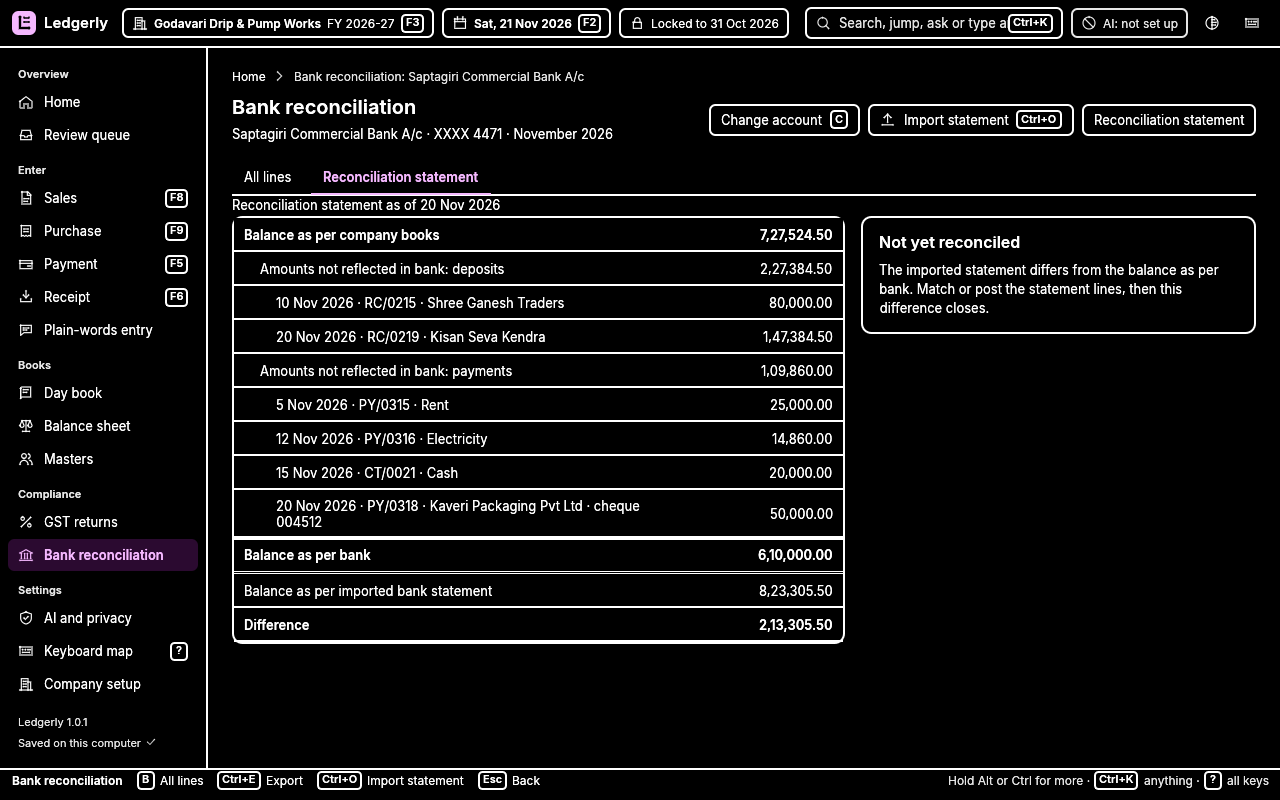 Ledgerly
Godavari Drip & Pump Works FY 2026-27 F3
Sat, 21 Nov 2026 F2
Locked to 31 Oct 2026
Search, jump, ask or type a Ctrl+K
AI: not set up
Overview
Home
Review queue
Enter
Sales F8
Purchase F9
Payment F5
Receipt F6
Plain-words entry
Books
Day book
Balance sheet
Masters
Compliance
GST returns
Bank reconciliation
Settings
AI and privacy
Keyboard map ?
Company setup
Ledgerly 1.0.1
Saved on this computer
Home
Bank reconciliation: Saptagiri Commercial Bank A/c
Bank reconciliation
Saptagiri Commercial Bank A/c · XXXX 4471 · November 2026
Change account C
Import statement Ctrl+O
Reconciliation statement
All lines
Reconciliation statement
Reconciliation statement as of 20 Nov 2026
Balance as per company books 7,27,524.50
Amounts not reflected in bank: deposits 2,27,384.50
10 Nov 2026 · RC/0215 · Shree Ganesh Traders 80,000.00
20 Nov 2026 · RC/0219 · Kisan Seva Kendra 1,47,384.50
Amounts not reflected in bank: payments 1,09,860.00
5 Nov 2026 · PY/0315 · Rent 25,000.00
12 Nov 2026 · PY/0316 · Electricity 14,860.00
15 Nov 2026 · CT/0021 · Cash 20,000.00
20 Nov 2026 · PY/0318 · Kaveri Packaging Pvt Ltd · cheque
004512 50,000.00
Balance as per bank 6,10,000.00
Balance as per imported bank statement 8,23,305.50
Difference 2,13,305.50
Not yet reconciled
The imported statement differs from the balance as per
bank. Match or post the statement lines, then this
difference closes.
Bank reconciliation B All lines Ctrl+E Export Ctrl+O Import statement Esc Back
Hold Alt or Ctrl for more · Ctrl+K anything · ? all keys